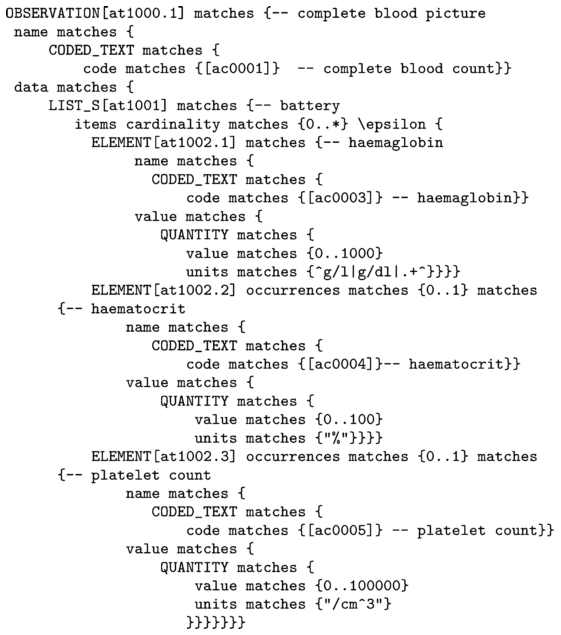 OBSERVATION[at1000.1] matches {-- complete blood picture
name matches {
CODED_TEXT matches {
code matches {[ac0001]} -- complete blood count}}
data matches {
LIST_S[at1001] matches {-- battery
items cardinality matches {0..*} \epsilon {
ELEMENT[at1002.1] matches {-- haemaglobin
name matches {
CODED_TEXT matches {
code matches {[ac0003]} -- haemaglobin}}
value matches {
QUANTITY matches {
value matches {0..1000}
units matches {^g/l|g/dl|.+^}}}}
ELEMENT[at1002.2] occurrences matches {0..1} matches
{-- haematocrit
name matches {
CODED_TEXT matches {
code matches {[ac0004]}-- haematocrit}}
value matches {
QUANTITY matches {
value matches {0..100}
units matches {"%"}}}}
ELEMENT[at1002.3] occurrences matches {0..1} matches
{-- platelet count
name matches {
CODED_TEXT matches {
code matches {[ac0005]} -- platelet count}}
value matches {
QUANTITY matches {
value matches {0..100000}
units matches {"/cm^3"}
}}}}}}}